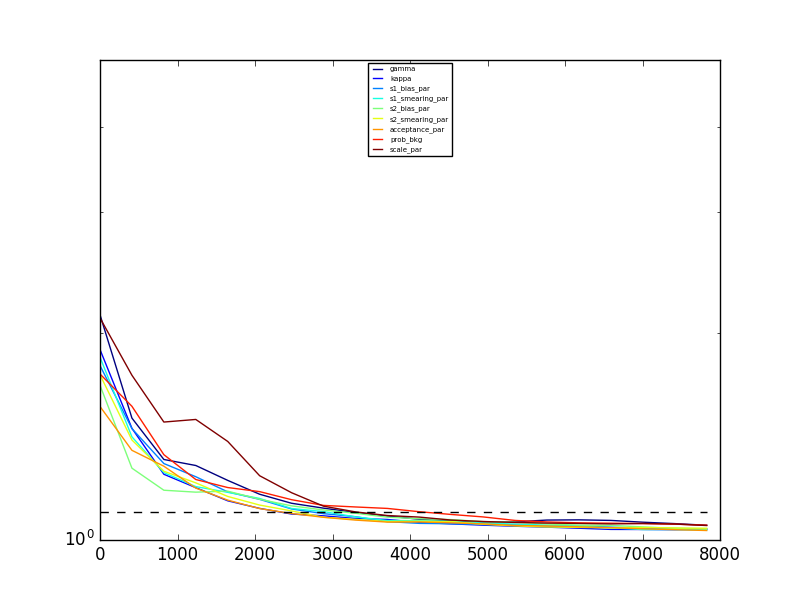 gamma
kappa
s1_bias_par
s1_smearing_par
s2_bias_par
s2_smearing_par
acceptance_par
prob_bkg
scale_par
10^0
0 1000 2000 3000 4000 5000 6000 7000 8000